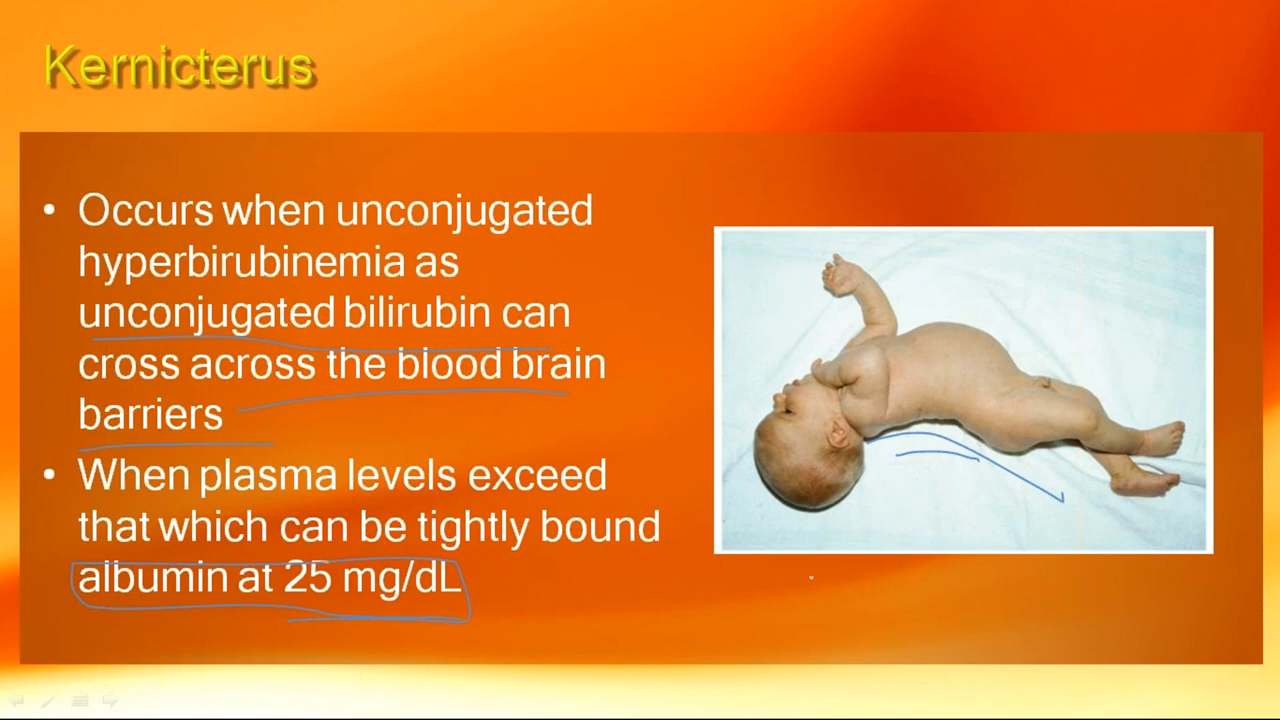 Kernicterus
• Occurs when unconjugated
hyperbirubinemia as
unconjugated bilirubin can
cross across the blood brain
barriers
• When plasma levels exceed
that which can be tightly bound
albumin at 25 mg/dL